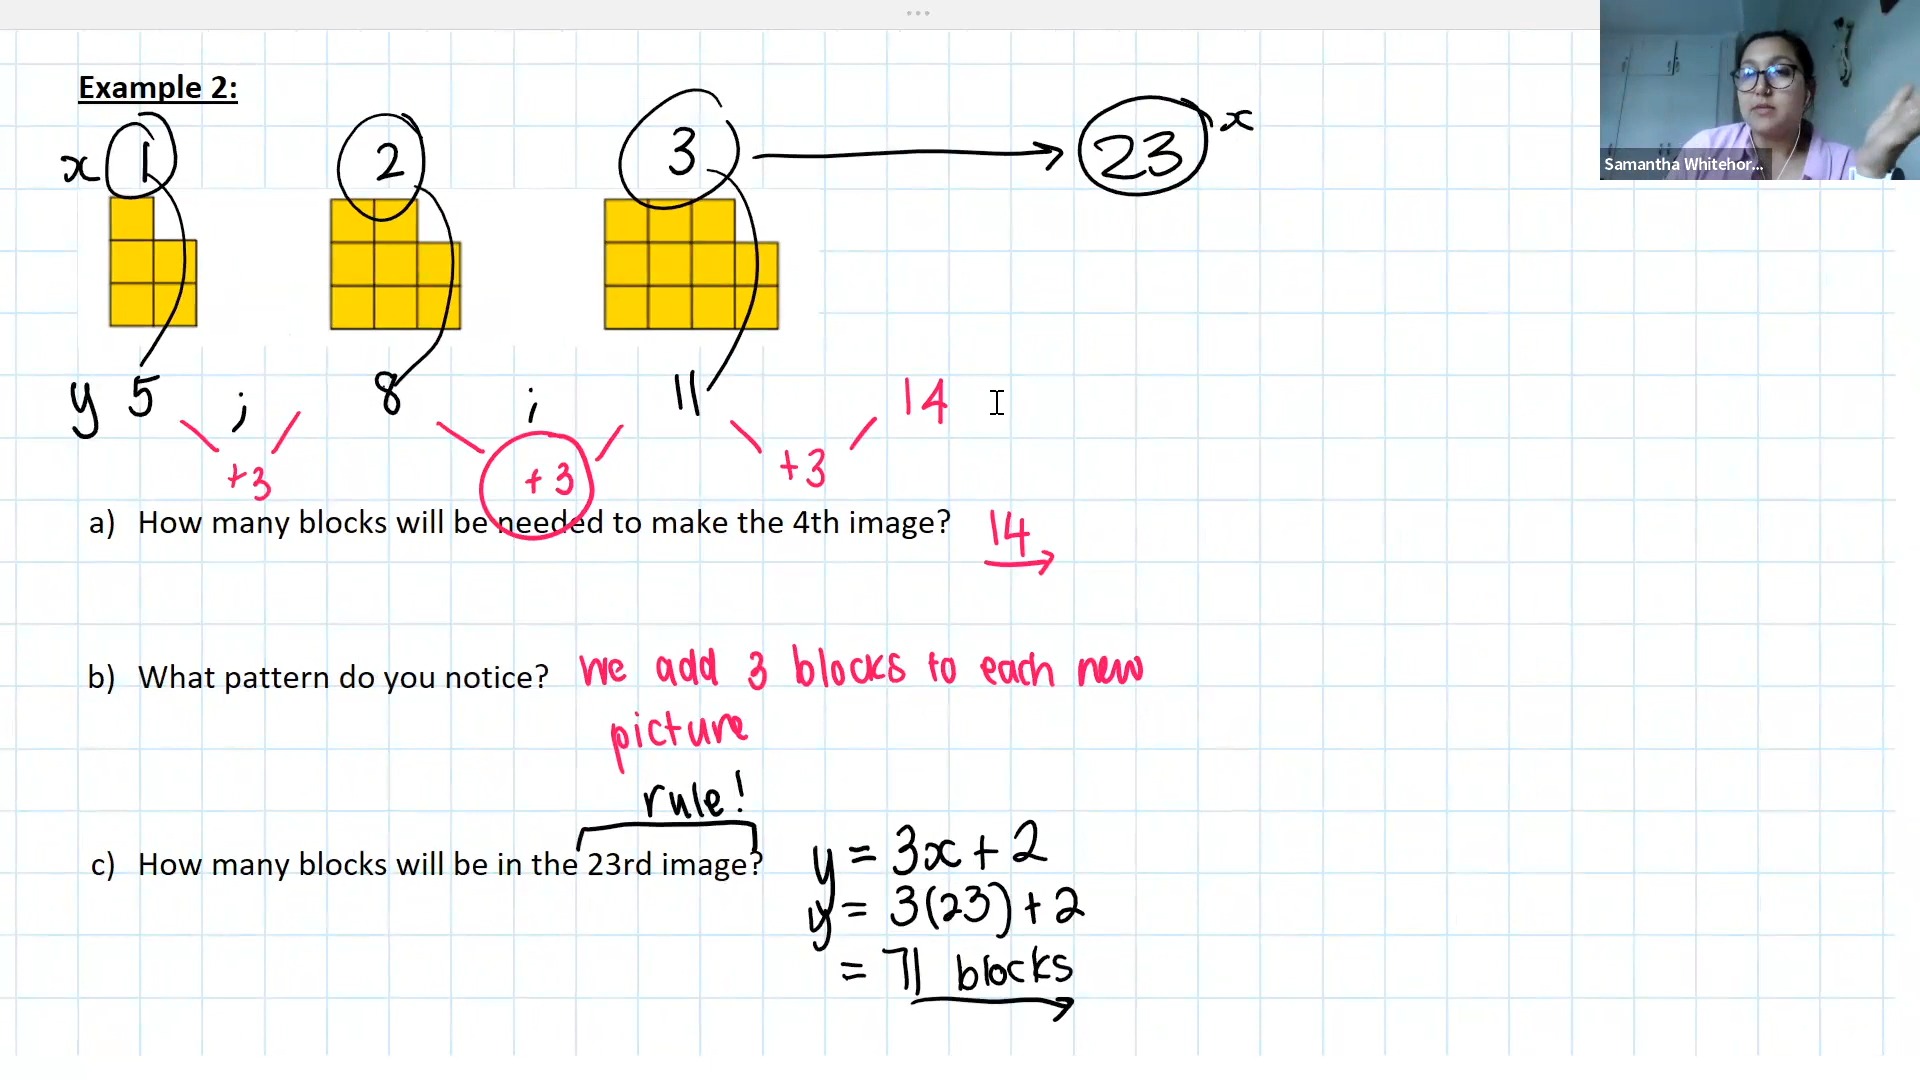 Example 2:
x 1 2 3 23 x
Samantha Whitehor...
y 5 ; 8 ; 11 14
+3 +3 +3
a) How many blocks will be needed to make the 4th image? 14
b) What pattern do you notice? we add 3 blocks to each new
picture
rule!
c) How many blocks will be in the 23rd image? y = 3x + 2
y = 3(23) + 2
= 71 blocks